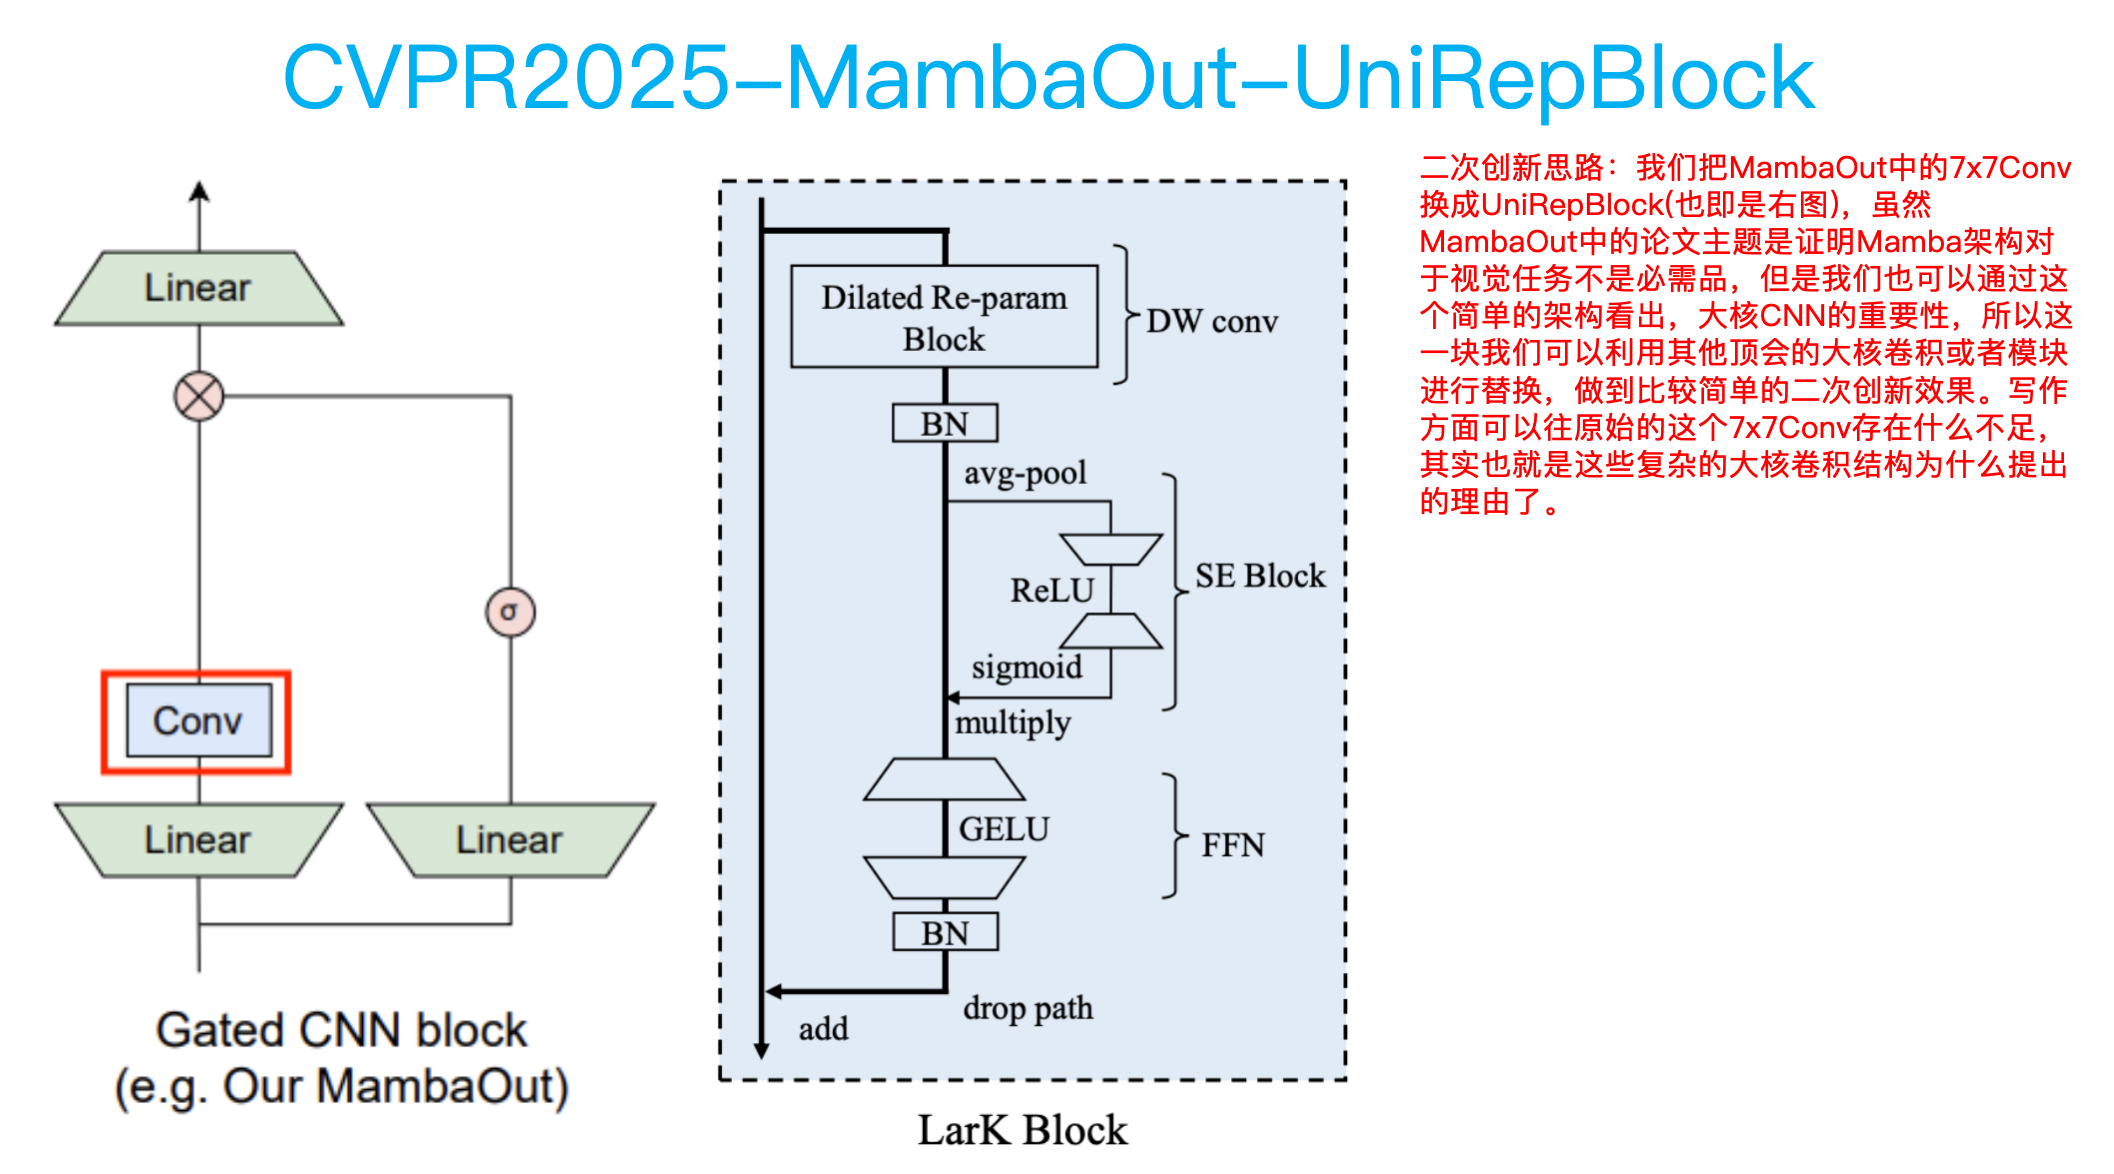 CVPR2025-MambaOut-UniRepBlock
Linear
Conv
σ
Linear
Linear
Gated CNN block
(e.g. Our MambaOut)
Dilated Re-param
Block
DW conv
BN
avg-pool
ReLU
SE Block
sigmoid
multiply
GELU
FFN
BN
drop path
add
LarK Block
二次创新思路：我们把MambaOut中的7x7Conv
换成UniRepBlock(也即是右图)，虽然
MambaOut中的论文主题是证明Mamba架构对
于视觉任务不是必需品，但是我们也可以通过这
个简单的架构看出，大核CNN的重要性，所以这
一块我们可以利用其他顶会的大核卷积或者模块
进行替换，做到比较简单的二次创新效果。写作
方面可以往原始的这个7x7Conv存在什么不足，
其实也就是这些复杂的大核卷积结构为什么提出
的理由了。